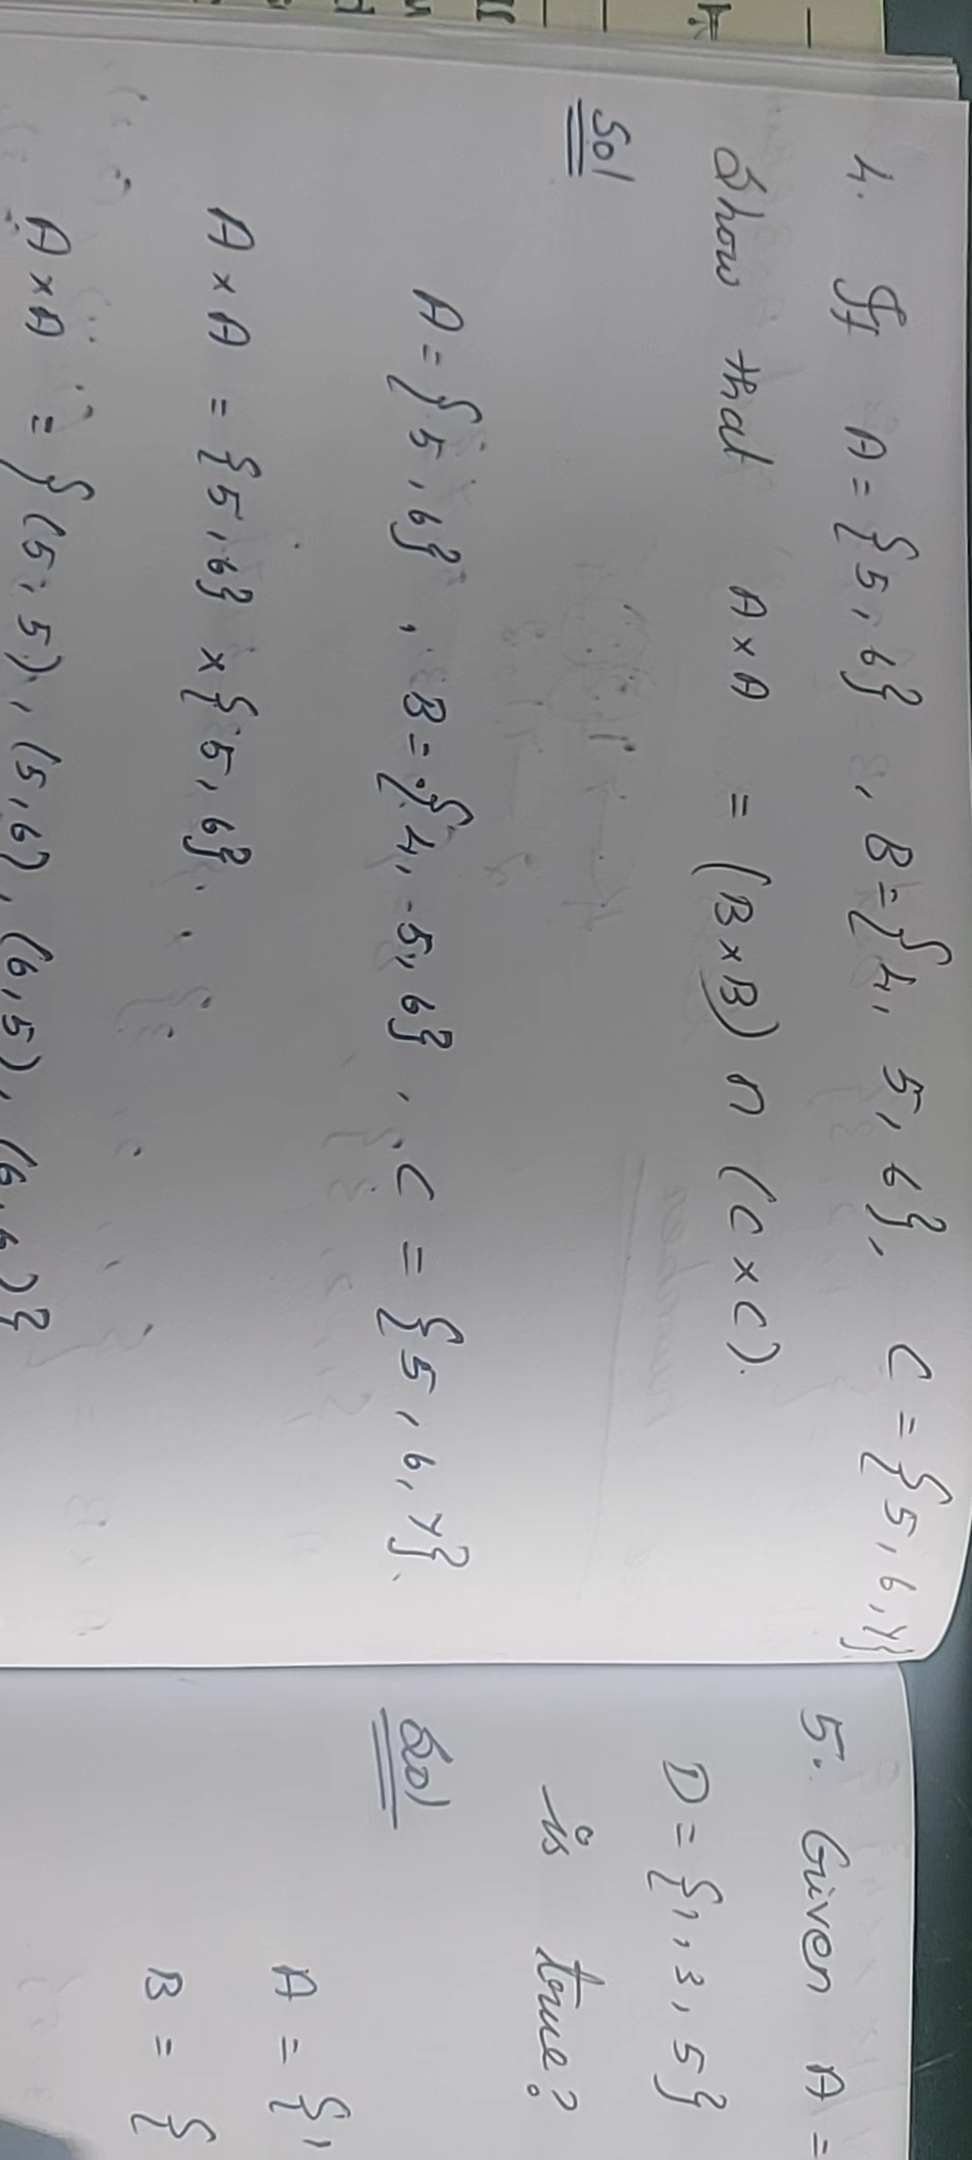 4. If A = {5, 6}, B = {4, 5, 6}, C = {5, 6, 7}
Show that A × A = (B × B) ∩ (C × C).
Sol
A = {5, 6}, B = {4, 5, 6}, C = {5, 6, 7}.
A × A = {5, 6} × {5, 6}.
A × A = {(5, 5), (5, 6), (6, 5), (6, 6)}
5. Given A =
D = {1, 3, 5}
is true?
Sol
A = {1
B = {